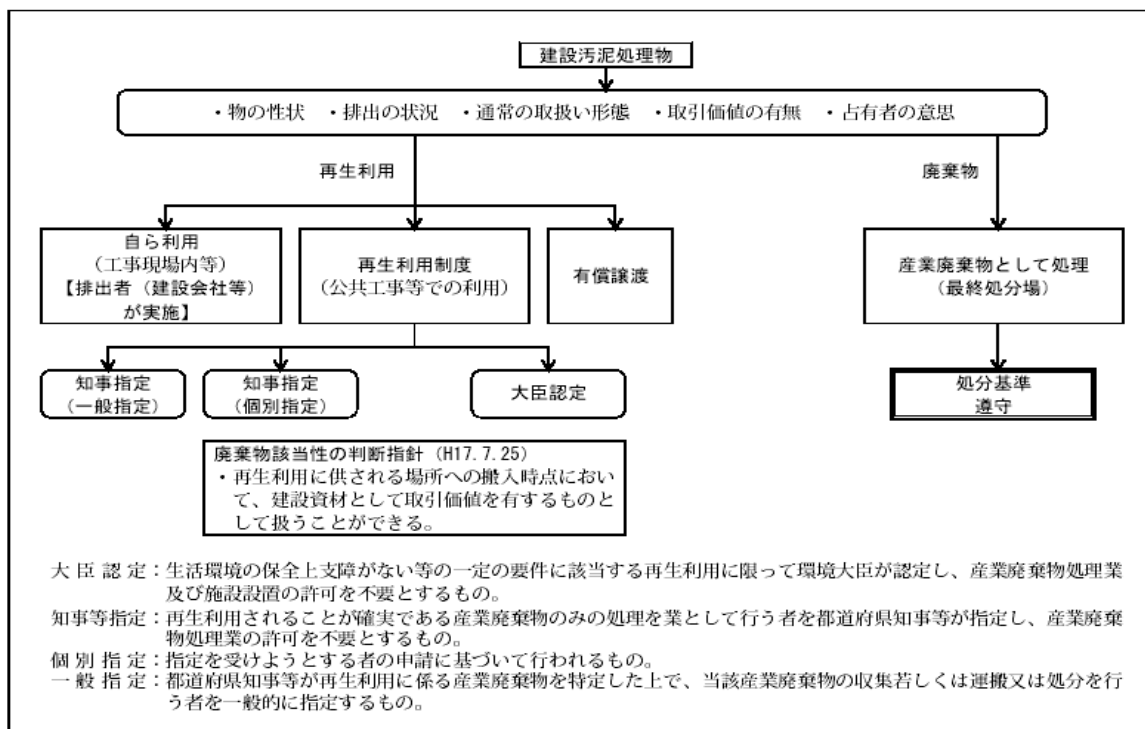 建設汚泥処理物
・物の性状　・排出の状況　・通常の取扱い形態　・取引価値の有無　・占有者の意思
再生利用
廃棄物
自ら利用
（工事現場内等）
【排出者（建設会社等）
が実施】
再生利用制度
（公共工事等での利用）
有償譲渡
産業廃棄物として処理
（最終処分場）
知事指定
（一般指定）
知事指定
（個別指定）
大臣認定
処分基準
遵守
廃棄物該当性の判断指針（H17.7.25）
・再生利用に供される場所への搬入時点におい
て、建設資材として取引価値を有するものと
して扱うことができる。
大 臣 認 定：生活環境の保全上支障がない等の一定の要件に該当する再生利用に限って環境大臣が認定し、産業廃棄物処理業
及び施設設置の許可を不要とするもの。
知事等指定：再生利用されることが確実である産業廃棄物のみの処理を業として行う者を都道府県知事等が指定し、産業廃棄
物処理業の許可を不要とするもの。
個 別 指 定：指定を受けようとする者の申請に基づいて行われるもの。
一 般 指 定：都道府県知事等が再生利用に係る産業廃棄物を特定した上で、当該産業廃棄物の収集若しくは運搬又は処分を行
う者を一般的に指定するもの。